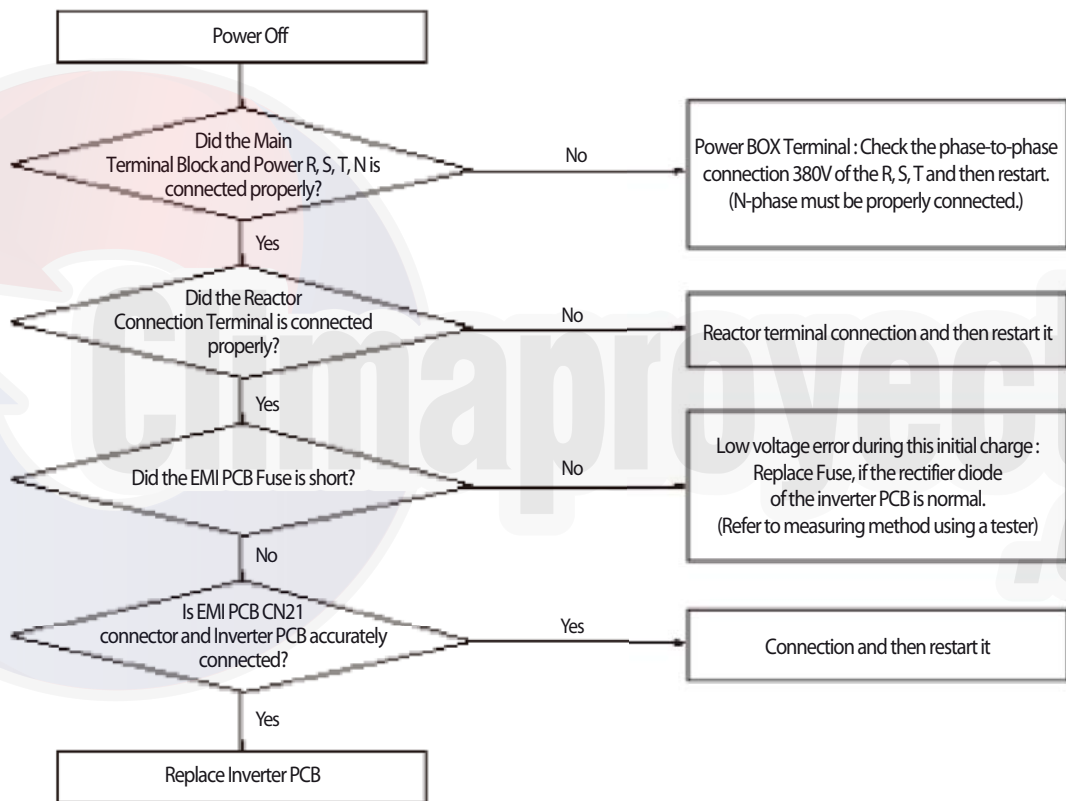 Power Off
Did the Main
Terminal Block and Power R, S, T, N is
connected properly?
No
Power BOX Terminal : Check the phase-to-phase
connection 380V of the R, S, T and then restart.
(N-phase must be properly connected.)
Yes
Did the Reactor
Connection Terminal is connected
properly?
No
Reactor terminal connection and then restart it
Yes
Did the EMI PCB Fuse is short?
No
Low voltage error during this initial charge :
Replace Fuse, if the rectifier diode
of the inverter PCB is normal.
(Refer to measuring method using a tester)
No
Is EMI PCB CN21
connector and Inverter PCB accurately
connected?
Yes
Connection and then restart it
Yes
Replace Inverter PCB